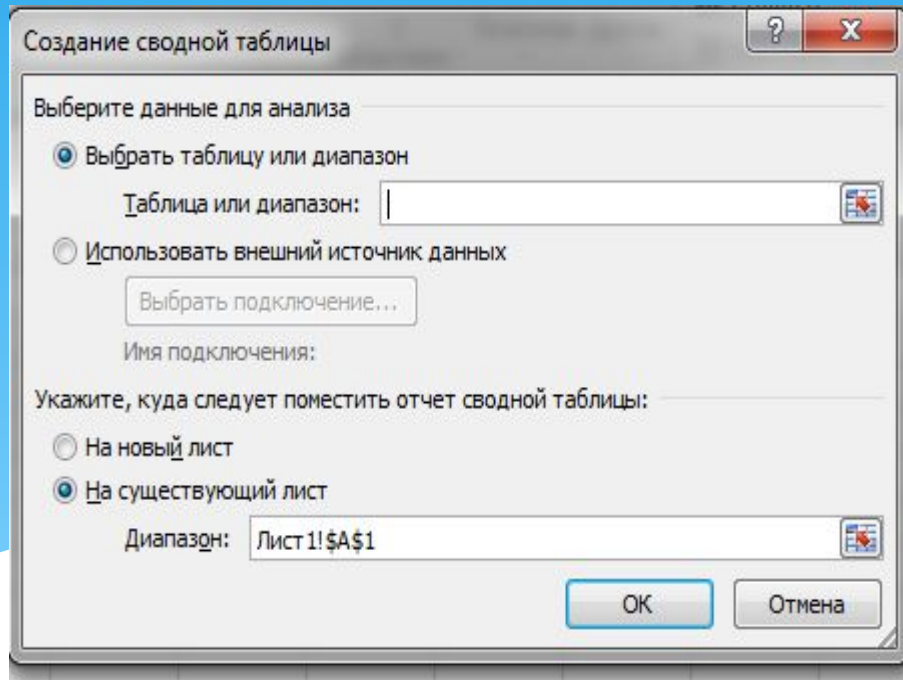 Создание сводной таблицы
?
X
Выберите данные для анализа
Выбрать таблицу или диапазон
Таблица или диапазон:
Использовать внешний источник данных
Выбрать подключение...
Имя подключения:
Укажите, куда следует поместить отчет сводной таблицы:
На новый лист
На существующий лист
Диапазон: Лист1!$A$1
ОК Отмена